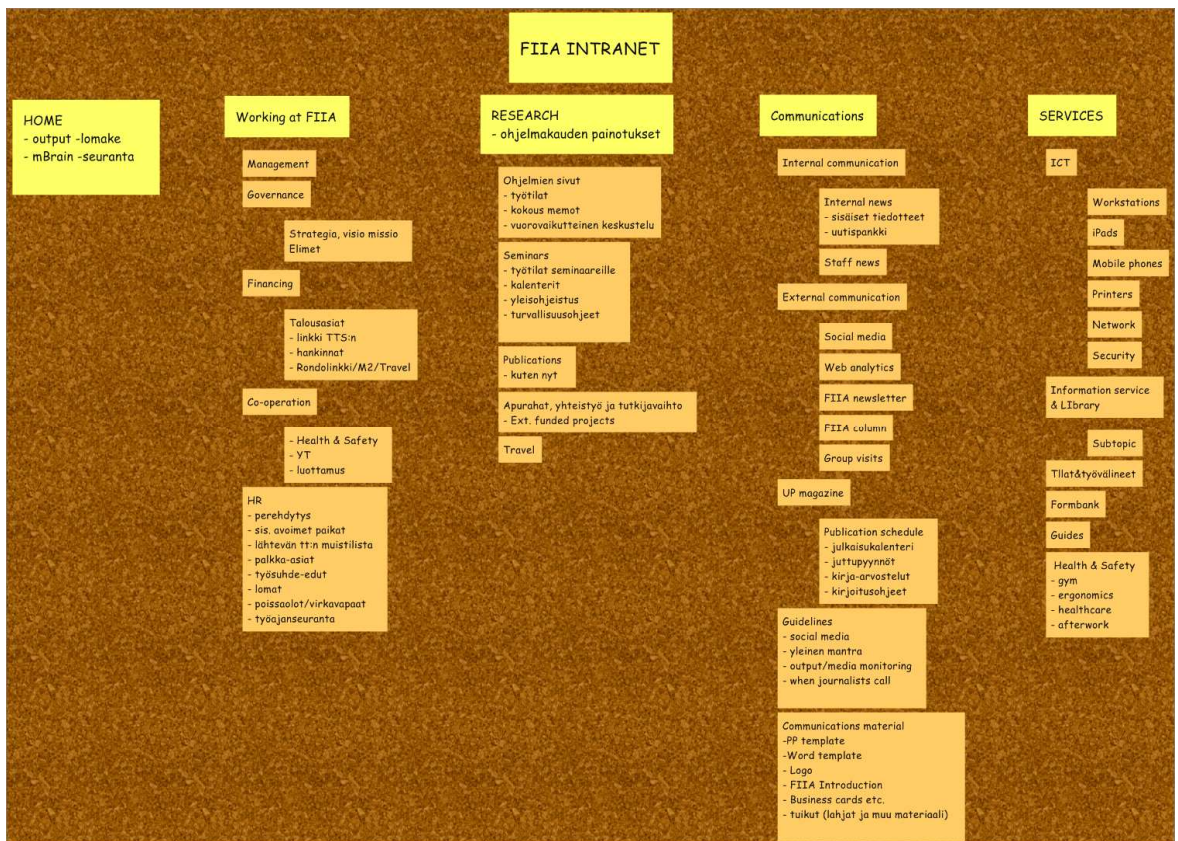 FIIA INTRANET
HOME
- output -lomake
- mBrain -seuranta
Working at FIIA
Management
Governance
Strategia, visio missio
Elimet
Financing
Talousasiat
- linkki TTS:n
- hankinnat
- Rondolinkki/M2/Travel
Co-operation
- Health & Safety
- YT
- luottamus
HR
- perehdytys
- sis. avoimet paikat
- lähtevän tt:n muistilista
- palkka-asiat
- työsuhde-edut
- lomat
- poissaolot/virkavapaat
- työajanseuranta
RESEARCH
- ohjelmakauden painotukset
Ohjelmien sivut
- työtilat
- kokous memot
- vuorovaikutteinen keskustelu
Seminars
- työtilat seminaareille
- kalenterit
- yleisohjeistus
- turvallisuusohjeet
Publications
- kuten nyt
Apurahat, yhteistyö ja tutkijavaihto
- Ext. funded projects
Travel
Communications
Internal communication
Internal news
- sisäiset tiedotteet
- uutispankki
Staff news
External communication
Social media
Web analytics
FIIA newsletter
FIIA column
Group visits
UP magazine
Publication schedule
- julkaisukalenteri
- juttupyynnöt
- kirja-arvostelut
- kirjoitusohjeet
Guidelines
- social media
- yleinen mantra
- output/media monitoring
- when journalists call
Communications material
-PP template
-Word template
- Logo
- FIIA Introduction
- Business cards etc.
- tuikut (lahjat ja muu materiaali)
SERVICES
ICT
Workstations
iPads
Mobile phones
Printers
Network
Security
Information service
& LIbrary
Subtopic
TIlat&työvälineet
Formbank
Guides
Health & Safety
- gym
- ergonomics
- healthcare
- afterwork